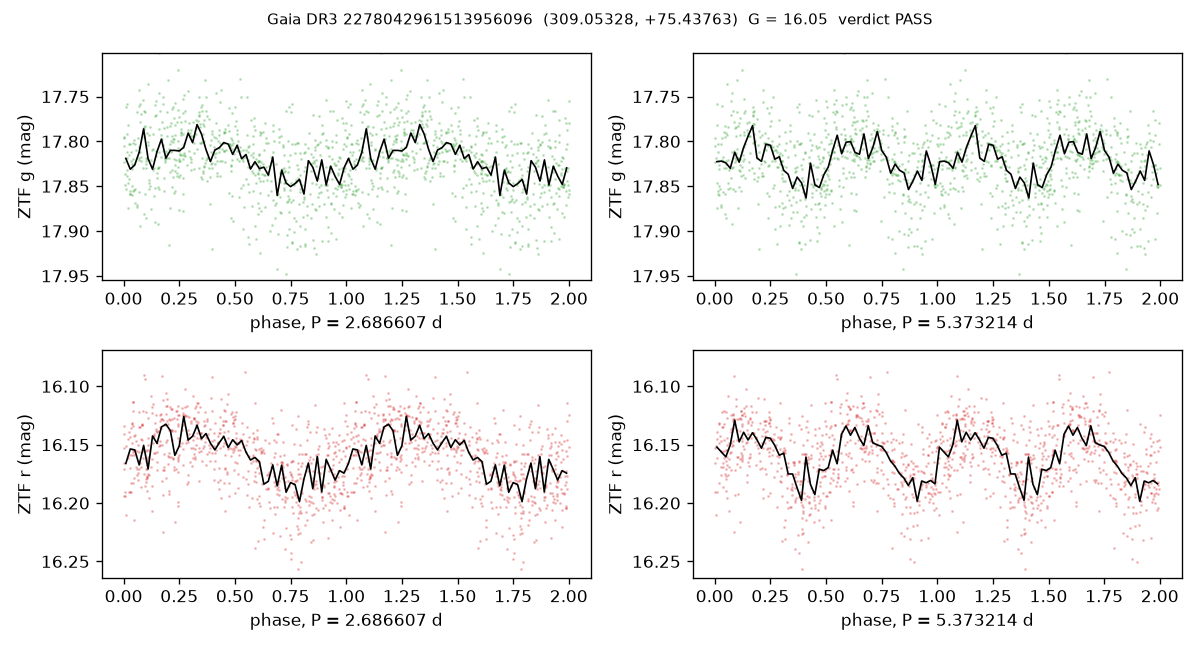 Gaia DR3 2278042961513956096  (309.05328, +75.43763)  G = 16.05  verdict PASS
ZTF g (mag)
17.75
17.80
17.85
17.90
17.95
0.00 0.25 0.50 0.75 1.00 1.25 1.50 1.75 2.00
phase, P = 2.686607 d
ZTF g (mag)
17.75
17.80
17.85
17.90
17.95
0.00 0.25 0.50 0.75 1.00 1.25 1.50 1.75 2.00
phase, P = 5.373214 d
ZTF r (mag)
16.10
16.15
16.20
16.25
0.00 0.25 0.50 0.75 1.00 1.25 1.50 1.75 2.00
phase, P = 2.686607 d
ZTF r (mag)
16.10
16.15
16.20
16.25
0.00 0.25 0.50 0.75 1.00 1.25 1.50 1.75 2.00
phase, P = 5.373214 d